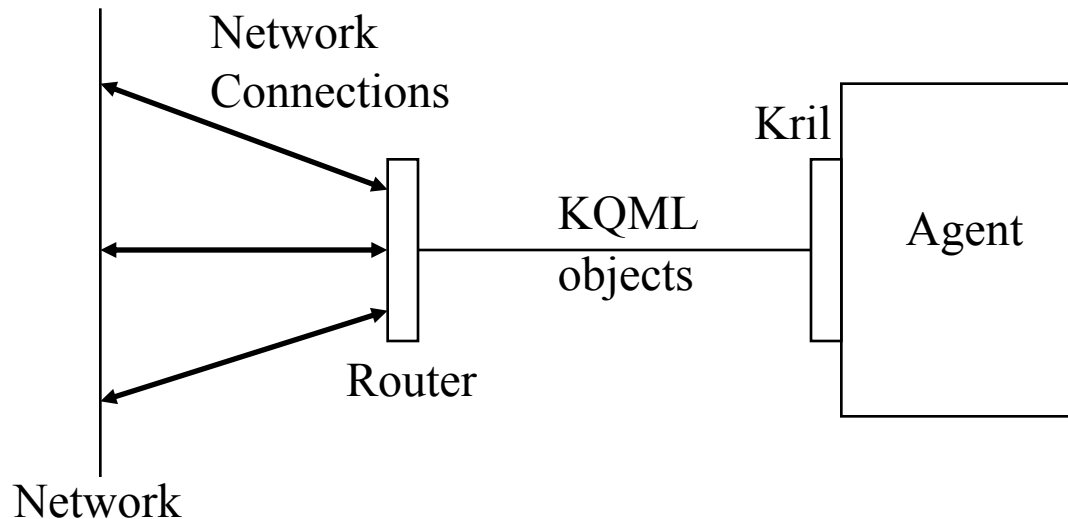 Network
Connections
Kril
KQML
objects
Agent
Router
Network